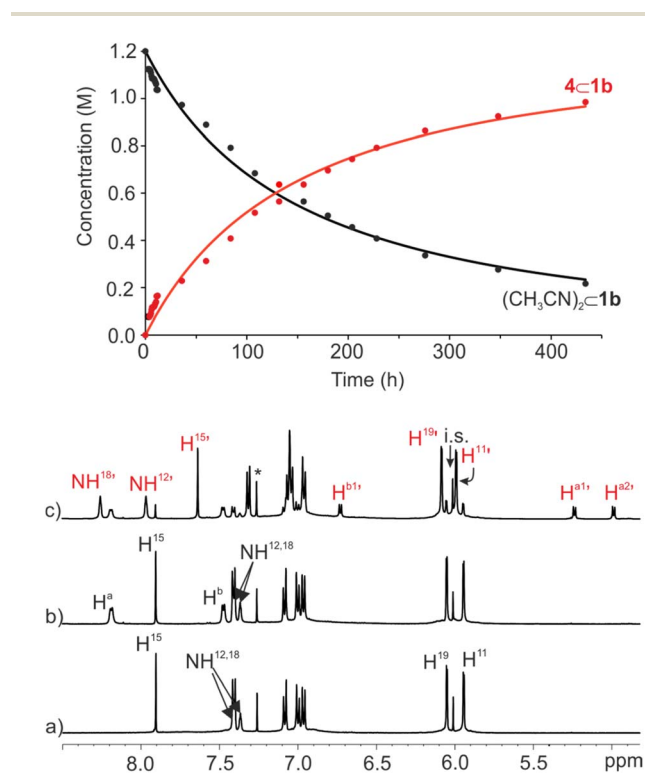 Concentration (M)
1.2
1.0
0.8
0.6
0.4
0.2
0.0
4⊂1b
(CH₃CN)₂⊂1b
0
100
200
300
400
Time (h)
c)
NH¹⁸'
NH¹²'
H¹⁵'
*
Hᵇ¹'
H¹⁹'
i.s.
H¹¹'
Hᵃ¹'
Hᵃ²'
b)
Hᵃ
H¹⁵
Hᵇ
NH¹²,¹⁸
a)
H¹⁵
NH¹²,¹⁸
H¹⁹
H¹¹
8.0
7.5
7.0
6.5
6.0
5.5
ppm